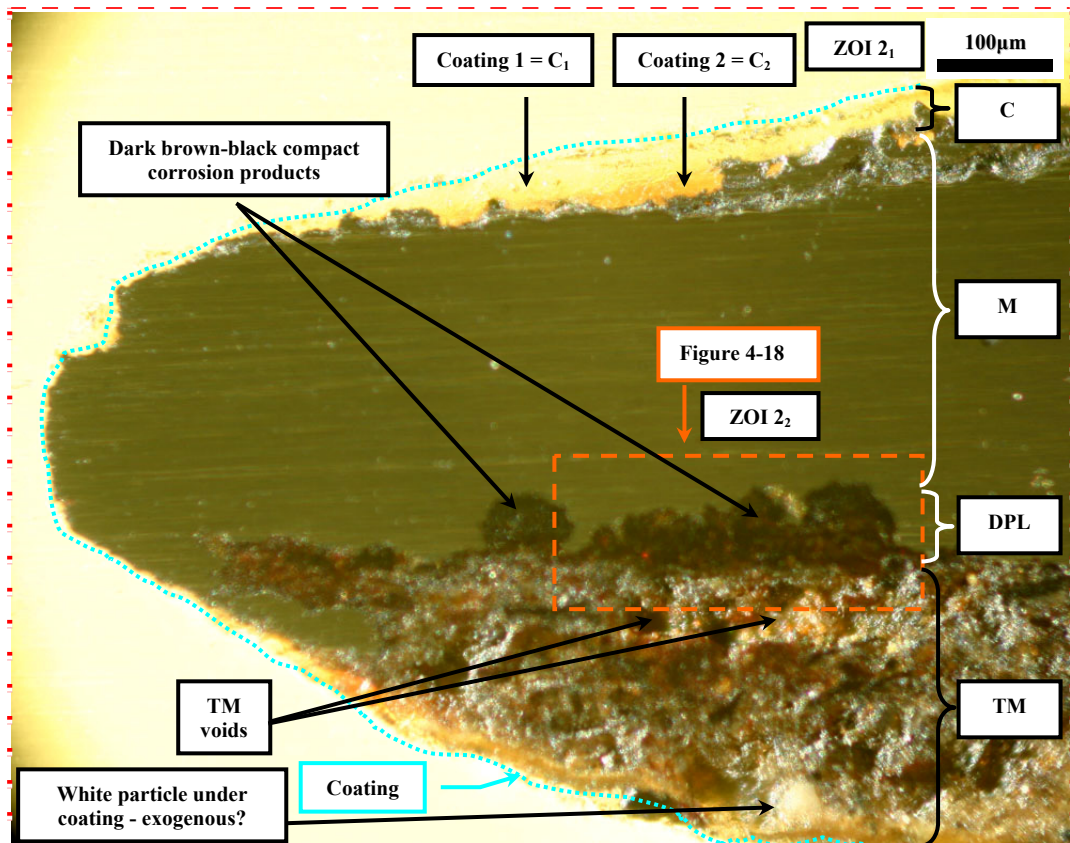 ZOI 2₁
100µm
Coating 1 = C₁
Coating 2 = C₂
C
Dark brown-black compact
corrosion products
M
Figure 4-18
ZOI 2₂
DPL
TM
voids
TM
Coating
White particle under
coating - exogenous?